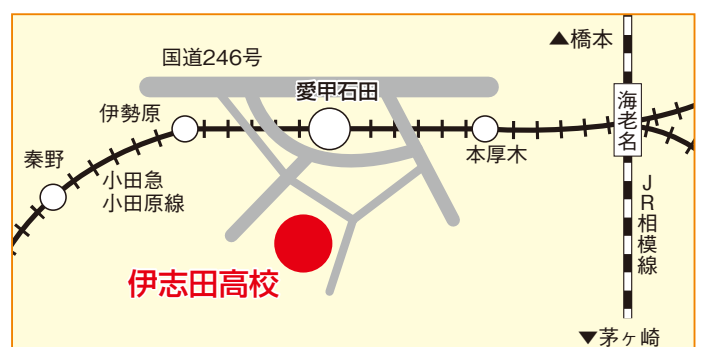 ▲橋本
国道246号
愛甲石田
海老名
伊勢原
本厚木
秦野
小田急
小田原線
JR相模線
伊志田高校
▼茅ヶ崎